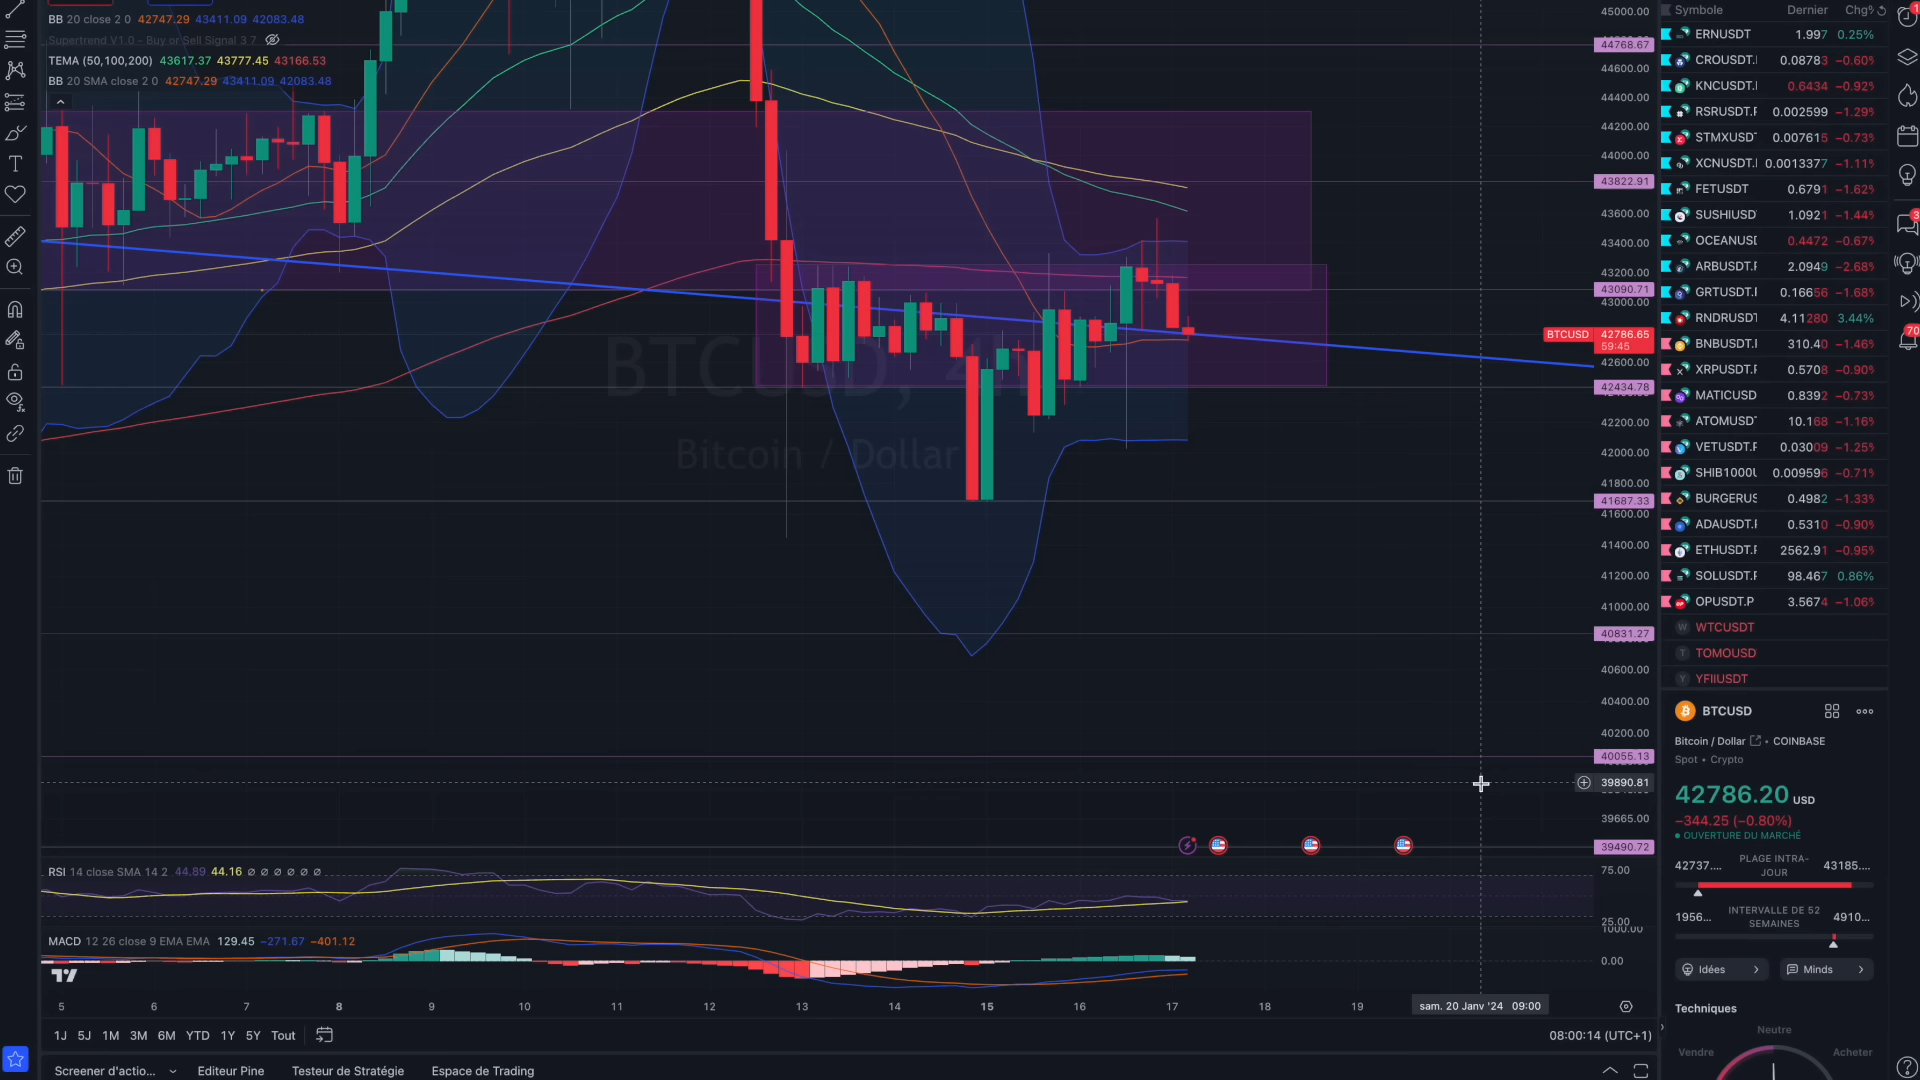 BB 20 close 2 0 42747.29 43411.09 42083.48
Supertrend V1.0 - Buy or Sell Signal 3 7
TEMA (50,100,200) 43617.37 43777.45 43166.53
BB 20 SMA close 2 0 42747.29 43411.09 42083.48
Bitcoin / Dollar
45000.00
44768.67
44600.00
44400.00
44200.00
44000.00
43822.91
43600.00
43400.00
43200.00
43090.71
43000.00
BTCUSD 42786.65
59:45
42600.00
42434.78
42200.00
42000.00
41800.00
41687.33
41600.00
41400.00
41200.00
41000.00
40831.27
40600.00
40400.00
40200.00
40055.13
39890.81
39665.00
39490.72
RSI 14 close SMA 14 2 44.89 44.16 ∅ ∅ ∅ ∅ ∅ ∅
75.00
25.00
MACD 12 26 close 9 EMA EMA 129.45 −271.67 −401.12
1000.00
0.00
5 6 7 8 9 10 11 12 13 14 15 16 17 18 19 sam. 20 Janv '24 09:00
1J 5J 1M 3M 6M YTD 1Y 5Y Tout
08:00:14 (UTC+1)
Screener d'actio... Editeur Pine Testeur de Stratégie Espace de Trading
Symbole Dernier Chg%
ERNUSDT 1.997 0.25%
CROUSDT.I 0.08783 −0.60%
KNCUSDT.I 0.6434 −0.92%
RSRUSDT.F 0.002599 −1.29%
STMXUSDT 0.007615 −0.73%
XCNUSDT.I 0.0013377 −1.11%
FETUSDT 0.6791 −1.62%
SUSHIUSD 1.0921 −1.44%
OCEANUSD 0.4472 −0.67%
ARBUSDT.F 2.0949 −2.68%
GRTUSDT.I 0.16656 −1.68%
RNDRUSDT 4.11280 3.44%
BNBUSDT.I 310.40 −1.46%
XRPUSDT.F 0.5708 −0.90%
MATICUSD 0.8392 −0.73%
ATOMUSDT 10.168 −1.16%
VETUSDT.F 0.03009 −1.25%
SHIB1000U 0.009596 −0.71%
BURGERUS 0.4982 −1.33%
ADAUSDT.F 0.5310 −0.90%
ETHUSDT.F 2562.91 −0.95%
SOLUSDT.F 98.467 0.86%
OPUSDT.P 3.5674 −1.06%
W WTCUSDT
T TOMOUSD
Y YFIIUSDT
BTCUSD
Bitcoin / Dollar • COINBASE
Spot • Crypto
42786.20 USD
−344.25 (−0.80%)
OUVERTURE DU MARCHÉ
42737.... PLAGE INTRA-JOUR 43185....
1956... INTERVALLE DE 52 SEMAINES 4910...
Idées Minds
Techniques
Neutre
Vendre Acheter
1
3
70